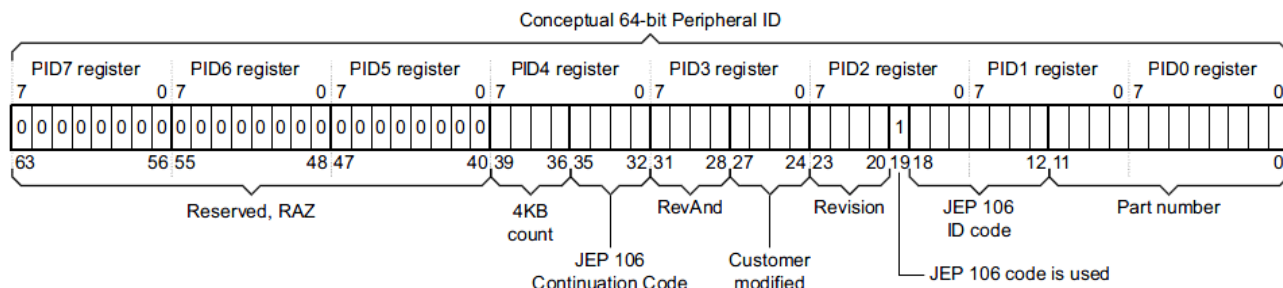 Conceptual 64-bit Peripheral ID
PID7 register PID6 register PID5 register PID4 register PID3 register PID2 register PID1 register PID0 register
7 0 7 0 7 0 7 0 7 0 7 0 7 0 7 0
0 0 0 0 0 0 0 0 0 0 0 0 0 0 0 0 0 0 0 0 0 0 0 0 1
63 56 55 48 47 40 39 36 35 32 31 28 27 24 23 20 19 18 12 11 0
Reserved, RAZ 4KB RevAnd Revision JEP 106 Part number
count ID code
JEP 106 Customer JEP 106 code is used
Continuation Code modified